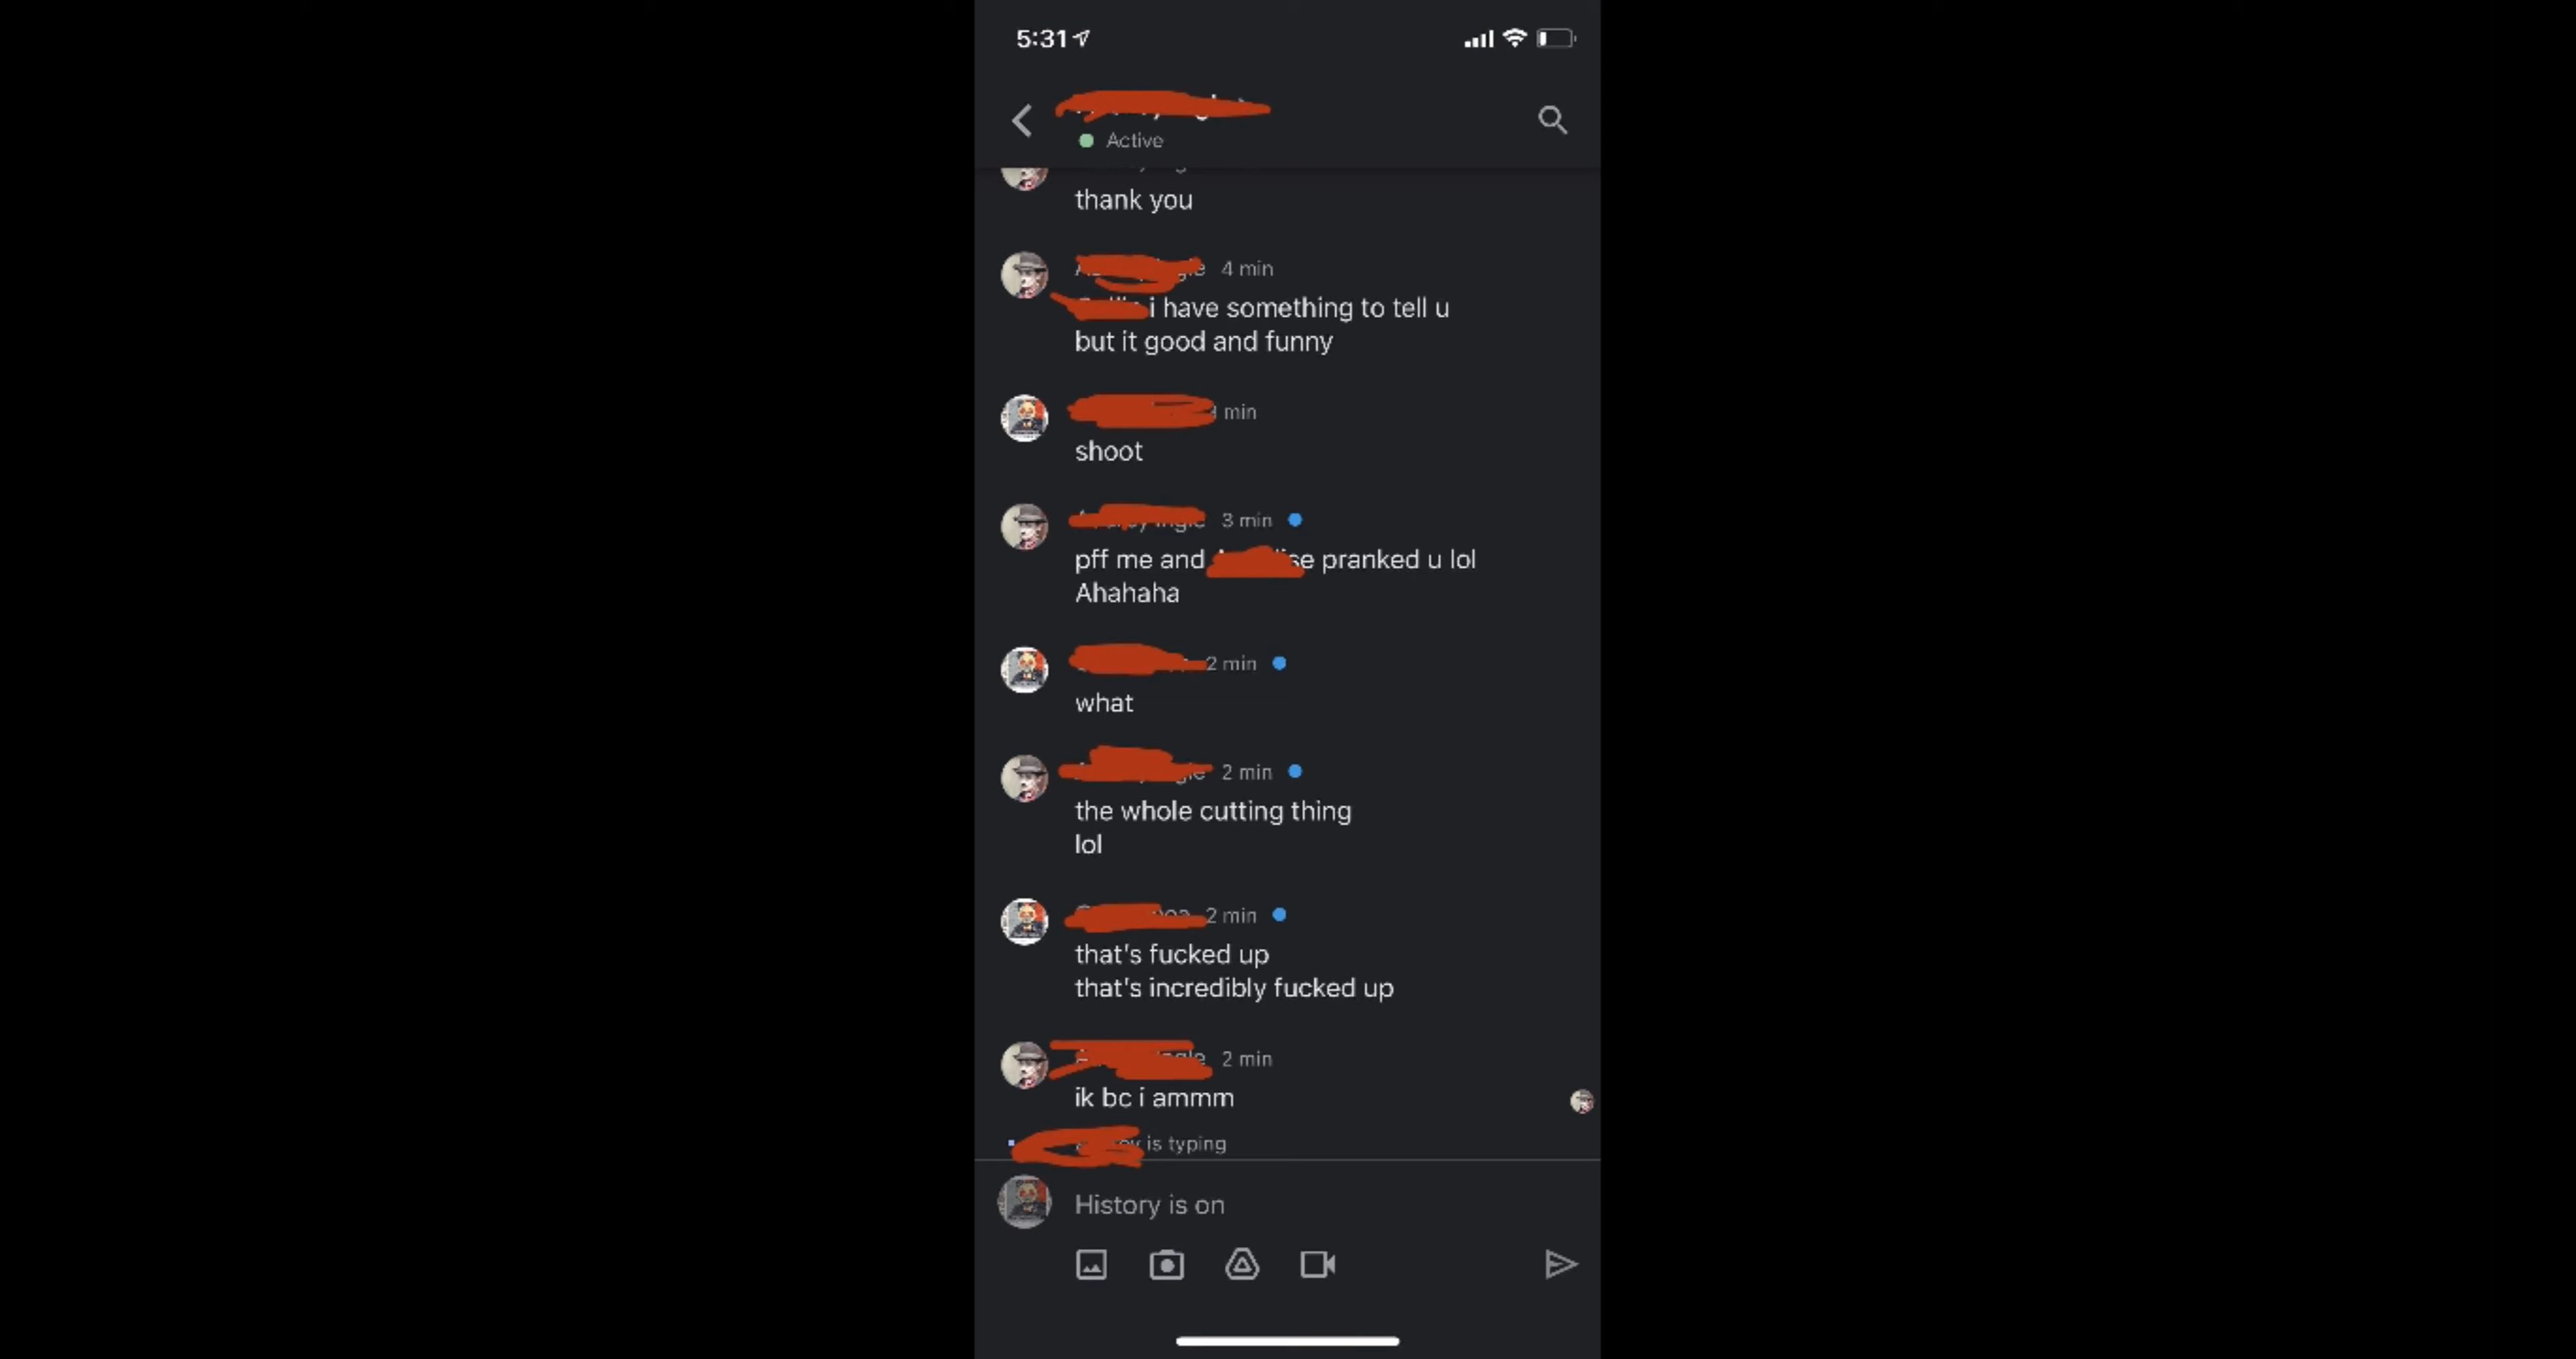 5:31
Active
thank you
4 min
i have something to tell u
but it good and funny
min
shoot
3 min
pff me and pranked u lol
Ahahaha
2 min
what
2 min
the whole cutting thing
lol
2 min
that's fucked up
that's incredibly fucked up
2 min
ik bc i ammm
is typing
History is on